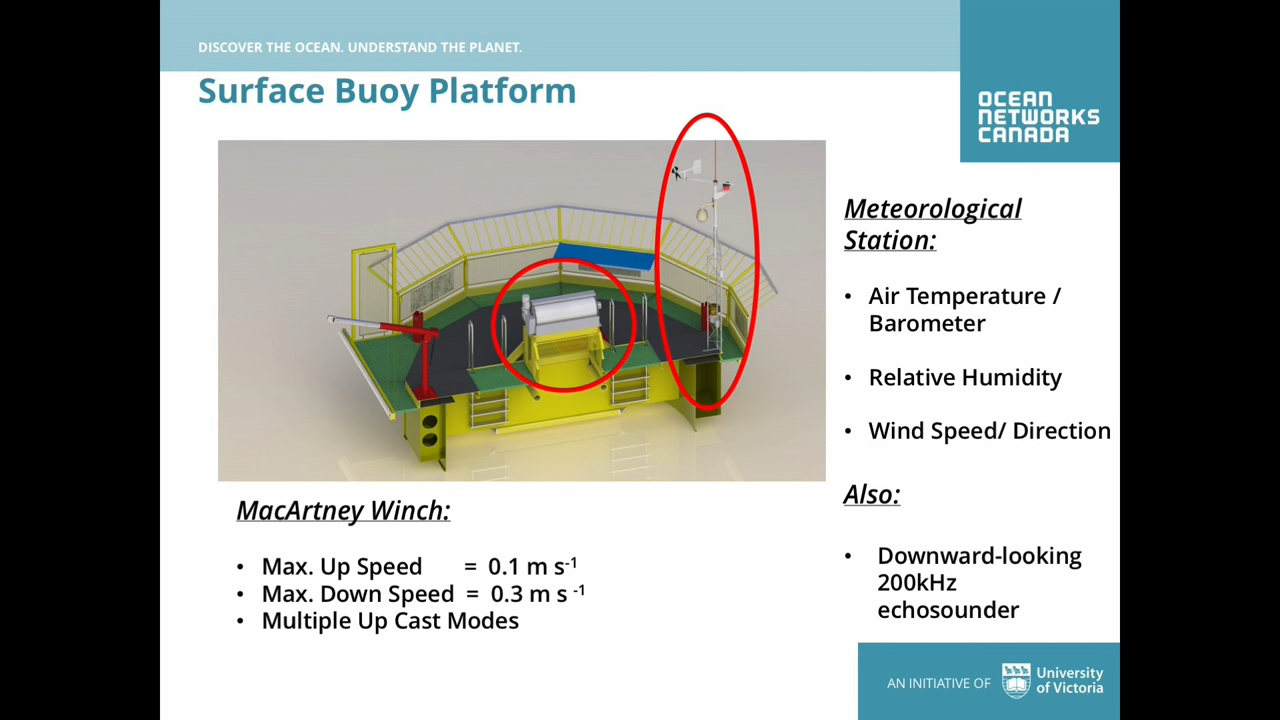 DISCOVER THE OCEAN. UNDERSTAND THE PLANET.
Surface Buoy Platform
OCEAN
NETWORKS
CANADA
Meteorological
Station:
• Air Temperature /
Barometer
• Relative Humidity
• Wind Speed/ Direction
Also:
• Downward-looking
200kHz
echosounder
MacArtney Winch:
• Max. Up Speed = 0.1 m s-1
• Max. Down Speed = 0.3 m s -1
• Multiple Up Cast Modes
AN INITIATIVE OF
University
of Victoria